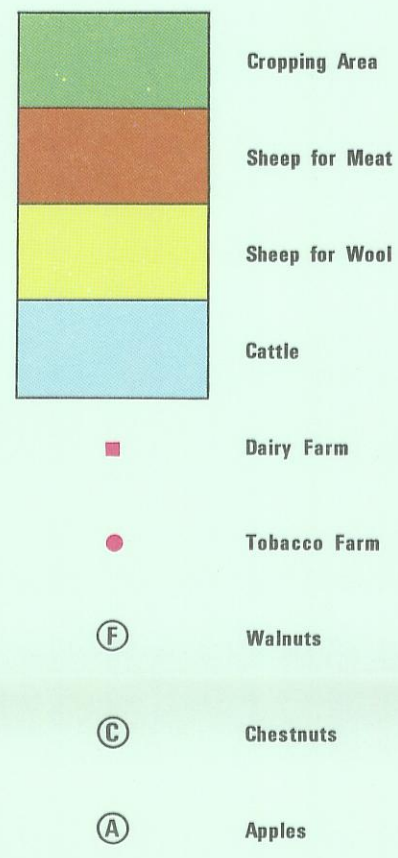 Cropping Area
Sheep for Meat
Sheep for Wool
Cattle
Dairy Farm
Tobacco Farm
F Walnuts
C Chestnuts
A Apples